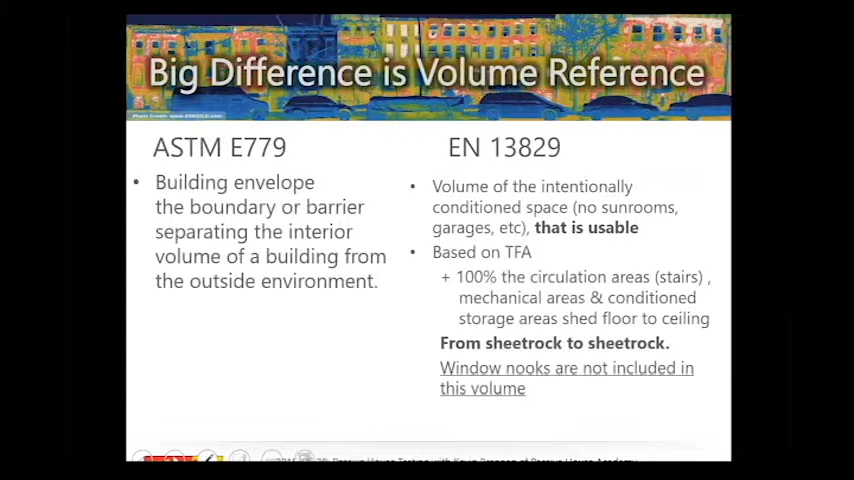 Big Difference is Volume Reference
ASTM E779
• Building envelope
the boundary or barrier
separating the interior
volume of a building from
the outside environment.
EN 13829
• Volume of the intentionally
conditioned space (no sunrooms,
garages, etc), that is usable
• Based on TFA
+ 100% the circulation areas (stairs) ,
mechanical areas & conditioned
storage areas shed floor to ceiling
From sheetrock to sheetrock.
Window nooks are not included in
this volume